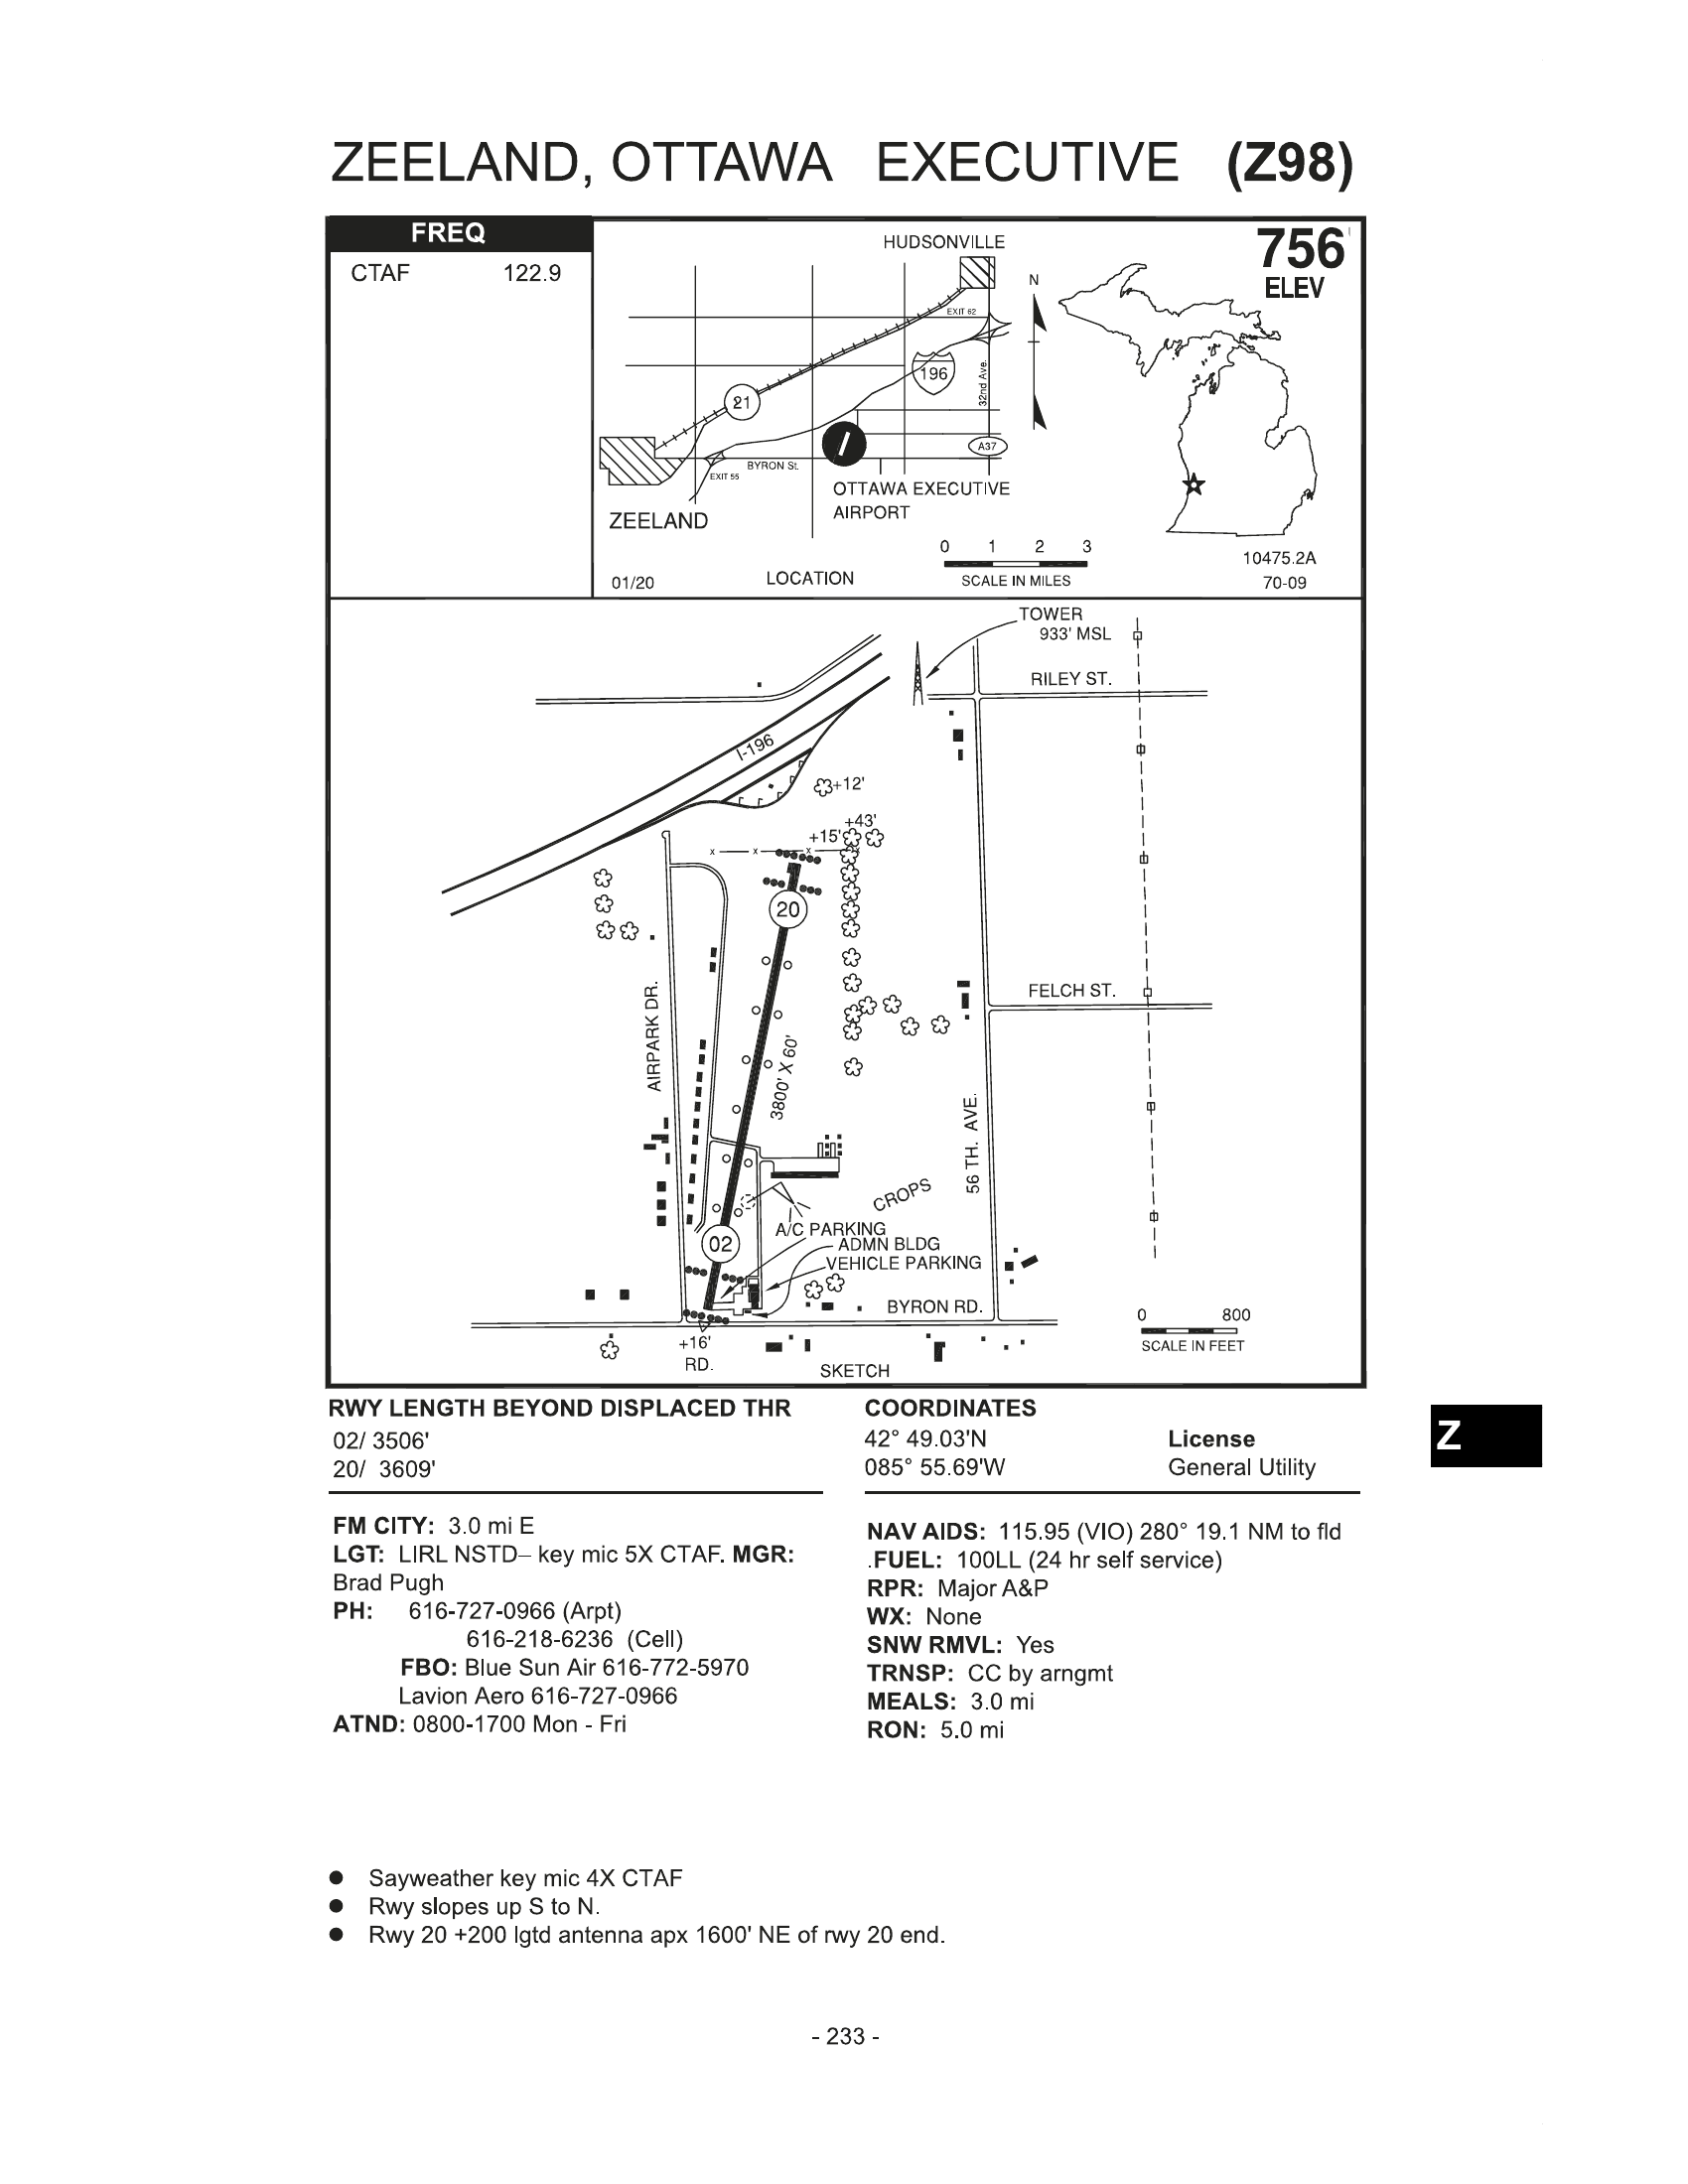 ZEELAND, OTTAWA EXECUTIVE (Z98)
FREQ
CTAF 122.9
HUDSONVILLE
756'
ELEV
N
EXIT 62
196
32nd Ave.
21
A37
BYRON St.
EXIT 55
OTTAWA EXECUTIVE
AIRPORT
ZEELAND
0 1 2 3
SCALE IN MILES
01/20
LOCATION
10475.2A
70-09
TOWER
933' MSL
RILEY ST.
I-196
+12'
+43'
+15'
x x x x
20
AIRPARK DR.
FELCH ST.
3800' X 60'
56 TH. AVE.
CROPS
A/C PARKING
02
ADMN BLDG
VEHICLE PARKING
BYRON RD.
0 800
SCALE IN FEET
+16'
RD.
SKETCH
RWY LENGTH BEYOND DISPLACED THR
02/ 3506'
20/ 3609'
COORDINATES
42° 49.03'N
085° 55.69'W
License
General Utility
Z
FM CITY: 3.0 mi E
LGT: LIRL NSTD– key mic 5X CTAF. MGR:
Brad Pugh
PH: 616-727-0966 (Arpt)
616-218-6236 (Cell)
FBO: Blue Sun Air 616-772-5970
Lavion Aero 616-727-0966
ATND: 0800-1700 Mon - Fri
NAV AIDS: 115.95 (VIO) 280° 19.1 NM to fld
.FUEL: 100LL (24 hr self service)
RPR: Major A&P
WX: None
SNW RMVL: Yes
TRNSP: CC by arngmt
MEALS: 3.0 mi
RON: 5.0 mi
● Sayweather key mic 4X CTAF
● Rwy slopes up S to N.
● Rwy 20 +200 lgtd antenna apx 1600' NE of rwy 20 end.
- 233 -